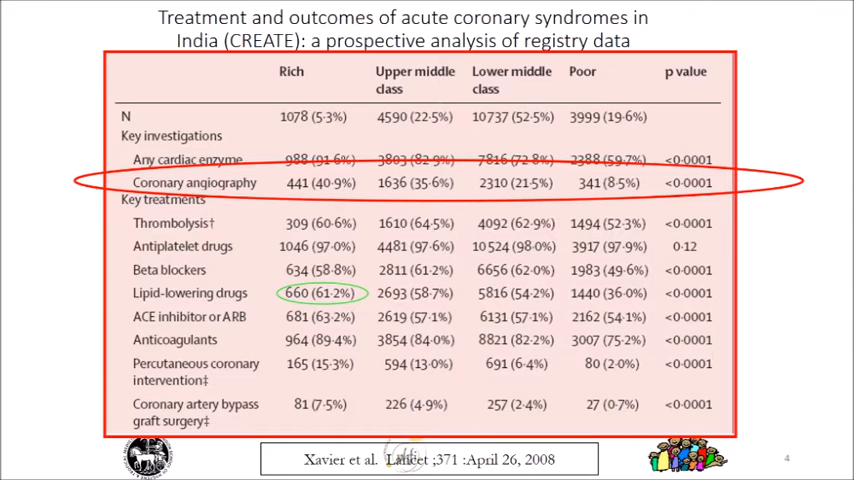 Treatment and outcomes of acute coronary syndromes in
India (CREATE): a prospective analysis of registry data
Rich Upper middle class Lower middle class Poor p value
N 1078 (5·3%) 4590 (22·5%) 10737 (52·5%) 3999 (19·6%)
Key investigations
Any cardiac enzyme 988 (91·6%) 3803 (82·9%) 7816 (72·8%) 2388 (59·7%) <0·0001
Coronary angiography 441 (40·9%) 1636 (35·6%) 2310 (21·5%) 341 (8·5%) <0·0001
Key treatments
Thrombolysis† 309 (60·6%) 1610 (64·5%) 4092 (62·9%) 1494 (52·3%) <0·0001
Antiplatelet drugs 1046 (97·0%) 4481 (97·6%) 10524 (98·0%) 3917 (97·9%) 0·12
Beta blockers 634 (58·8%) 2811 (61·2%) 6656 (62·0%) 1983 (49·6%) <0·0001
Lipid-lowering drugs 660 (61·2%) 2693 (58·7%) 5816 (54·2%) 1440 (36·0%) <0·0001
ACE inhibitor or ARB 681 (63·2%) 2619 (57·1%) 6131 (57·1%) 2162 (54·1%) <0·0001
Anticoagulants 964 (89·4%) 3854 (84·0%) 8821 (82·2%) 3007 (75·2%) <0·0001
Percutaneous coronary 165 (15·3%) 594 (13·0%) 691 (6·4%) 80 (2·0%) <0·0001
intervention‡
Coronary artery bypass 81 (7·5%) 226 (4·9%) 257 (2·4%) 27 (0·7%) <0·0001
graft surgery‡
Xavier et al. Lancet ;371 :April 26, 2008
4